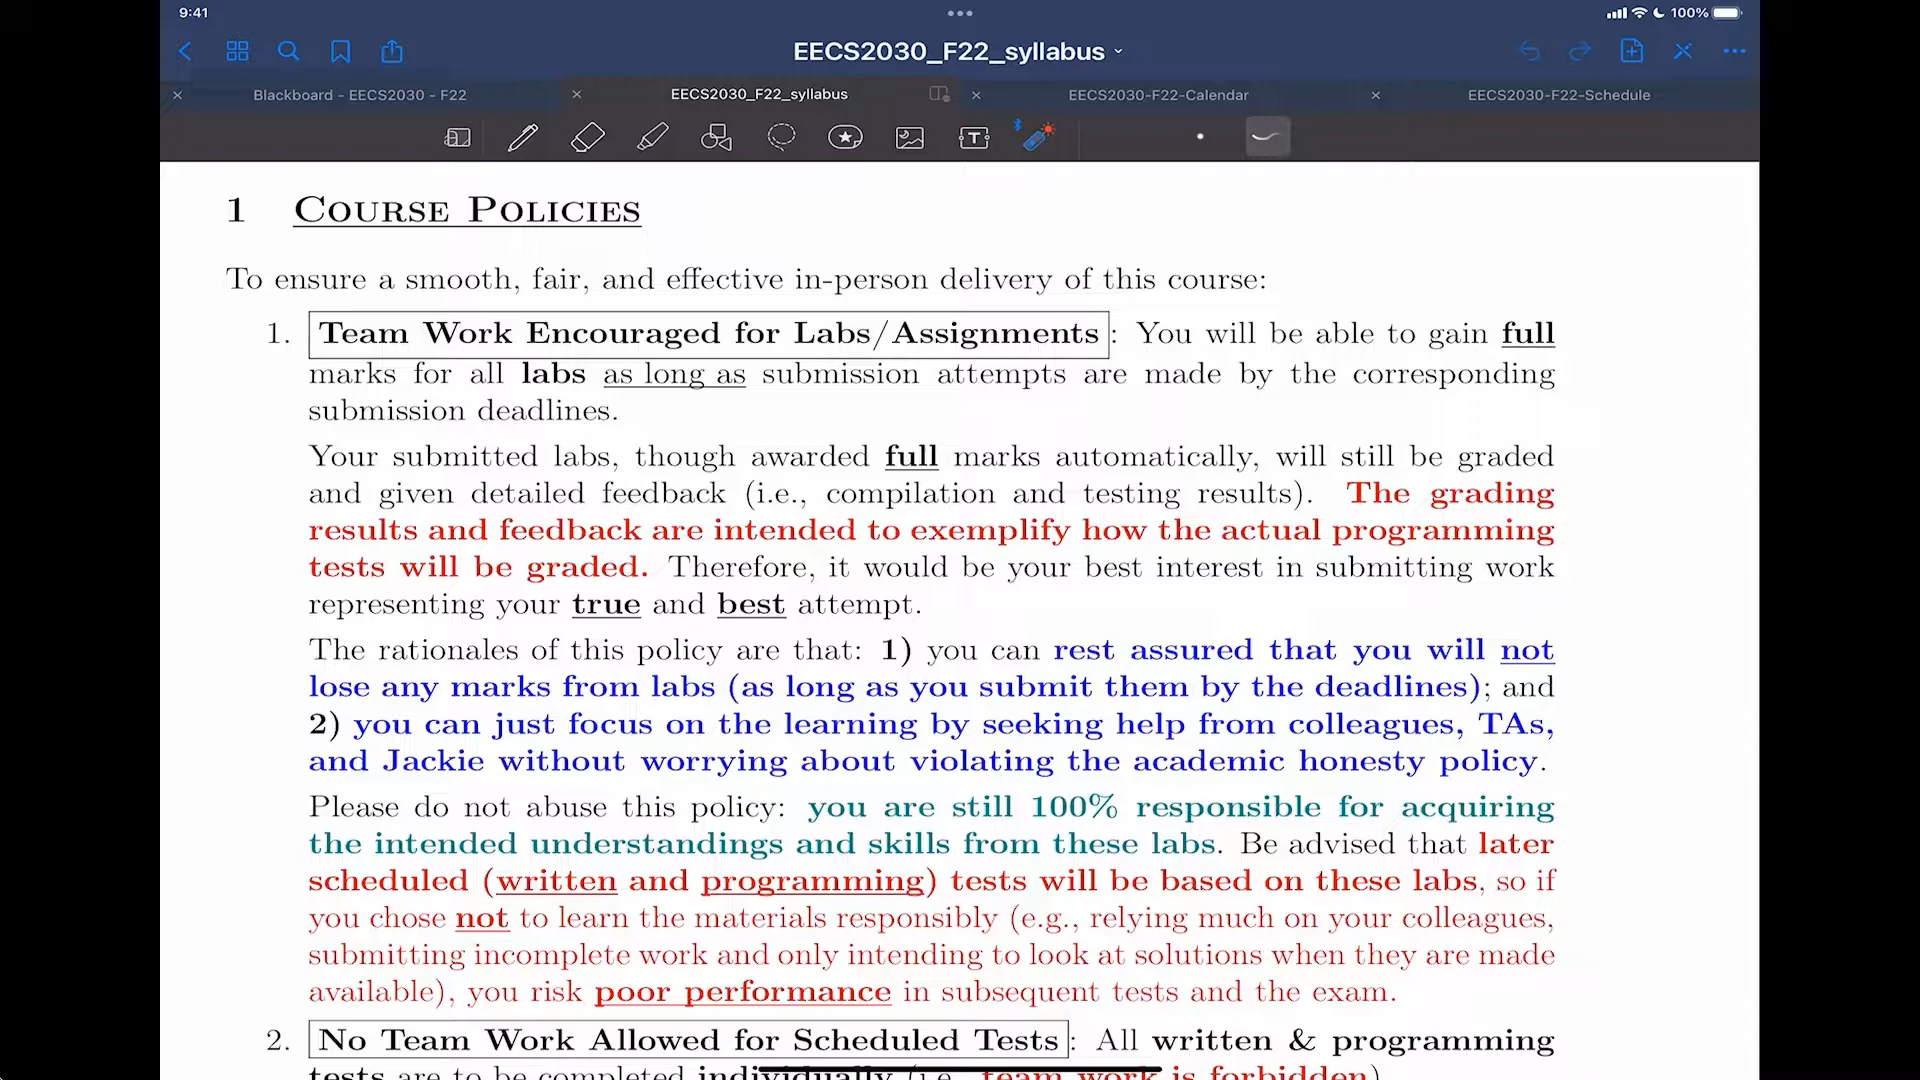 9:41
100%
EECS2030_F22_syllabus
Blackboard - EECS2030 - F22
EECS2030_F22_syllabus
EECS2030-F22-Calendar
EECS2030-F22-Schedule
1 COURSE POLICIES
To ensure a smooth, fair, and effective in-person delivery of this course:
1. Team Work Encouraged for Labs/Assignments: You will be able to gain full
marks for all labs as long as submission attempts are made by the corresponding
submission deadlines.
Your submitted labs, though awarded full marks automatically, will still be graded
and given detailed feedback (i.e., compilation and testing results). The grading
results and feedback are intended to exemplify how the actual programming
tests will be graded. Therefore, it would be your best interest in submitting work
representing your true and best attempt.
The rationales of this policy are that: 1) you can rest assured that you will not
lose any marks from labs (as long as you submit them by the deadlines); and
2) you can just focus on the learning by seeking help from colleagues, TAs,
and Jackie without worrying about violating the academic honesty policy.
Please do not abuse this policy: you are still 100% responsible for acquiring
the intended understandings and skills from these labs. Be advised that later
scheduled (written and programming) tests will be based on these labs, so if
you chose not to learn the materials responsibly (e.g., relying much on your colleagues,
submitting incomplete work and only intending to look at solutions when they are made
available), you risk poor performance in subsequent tests and the exam.
2. No Team Work Allowed for Scheduled Tests: All written & programming
tests are to be completed individually (i.e., team work is forbidden)